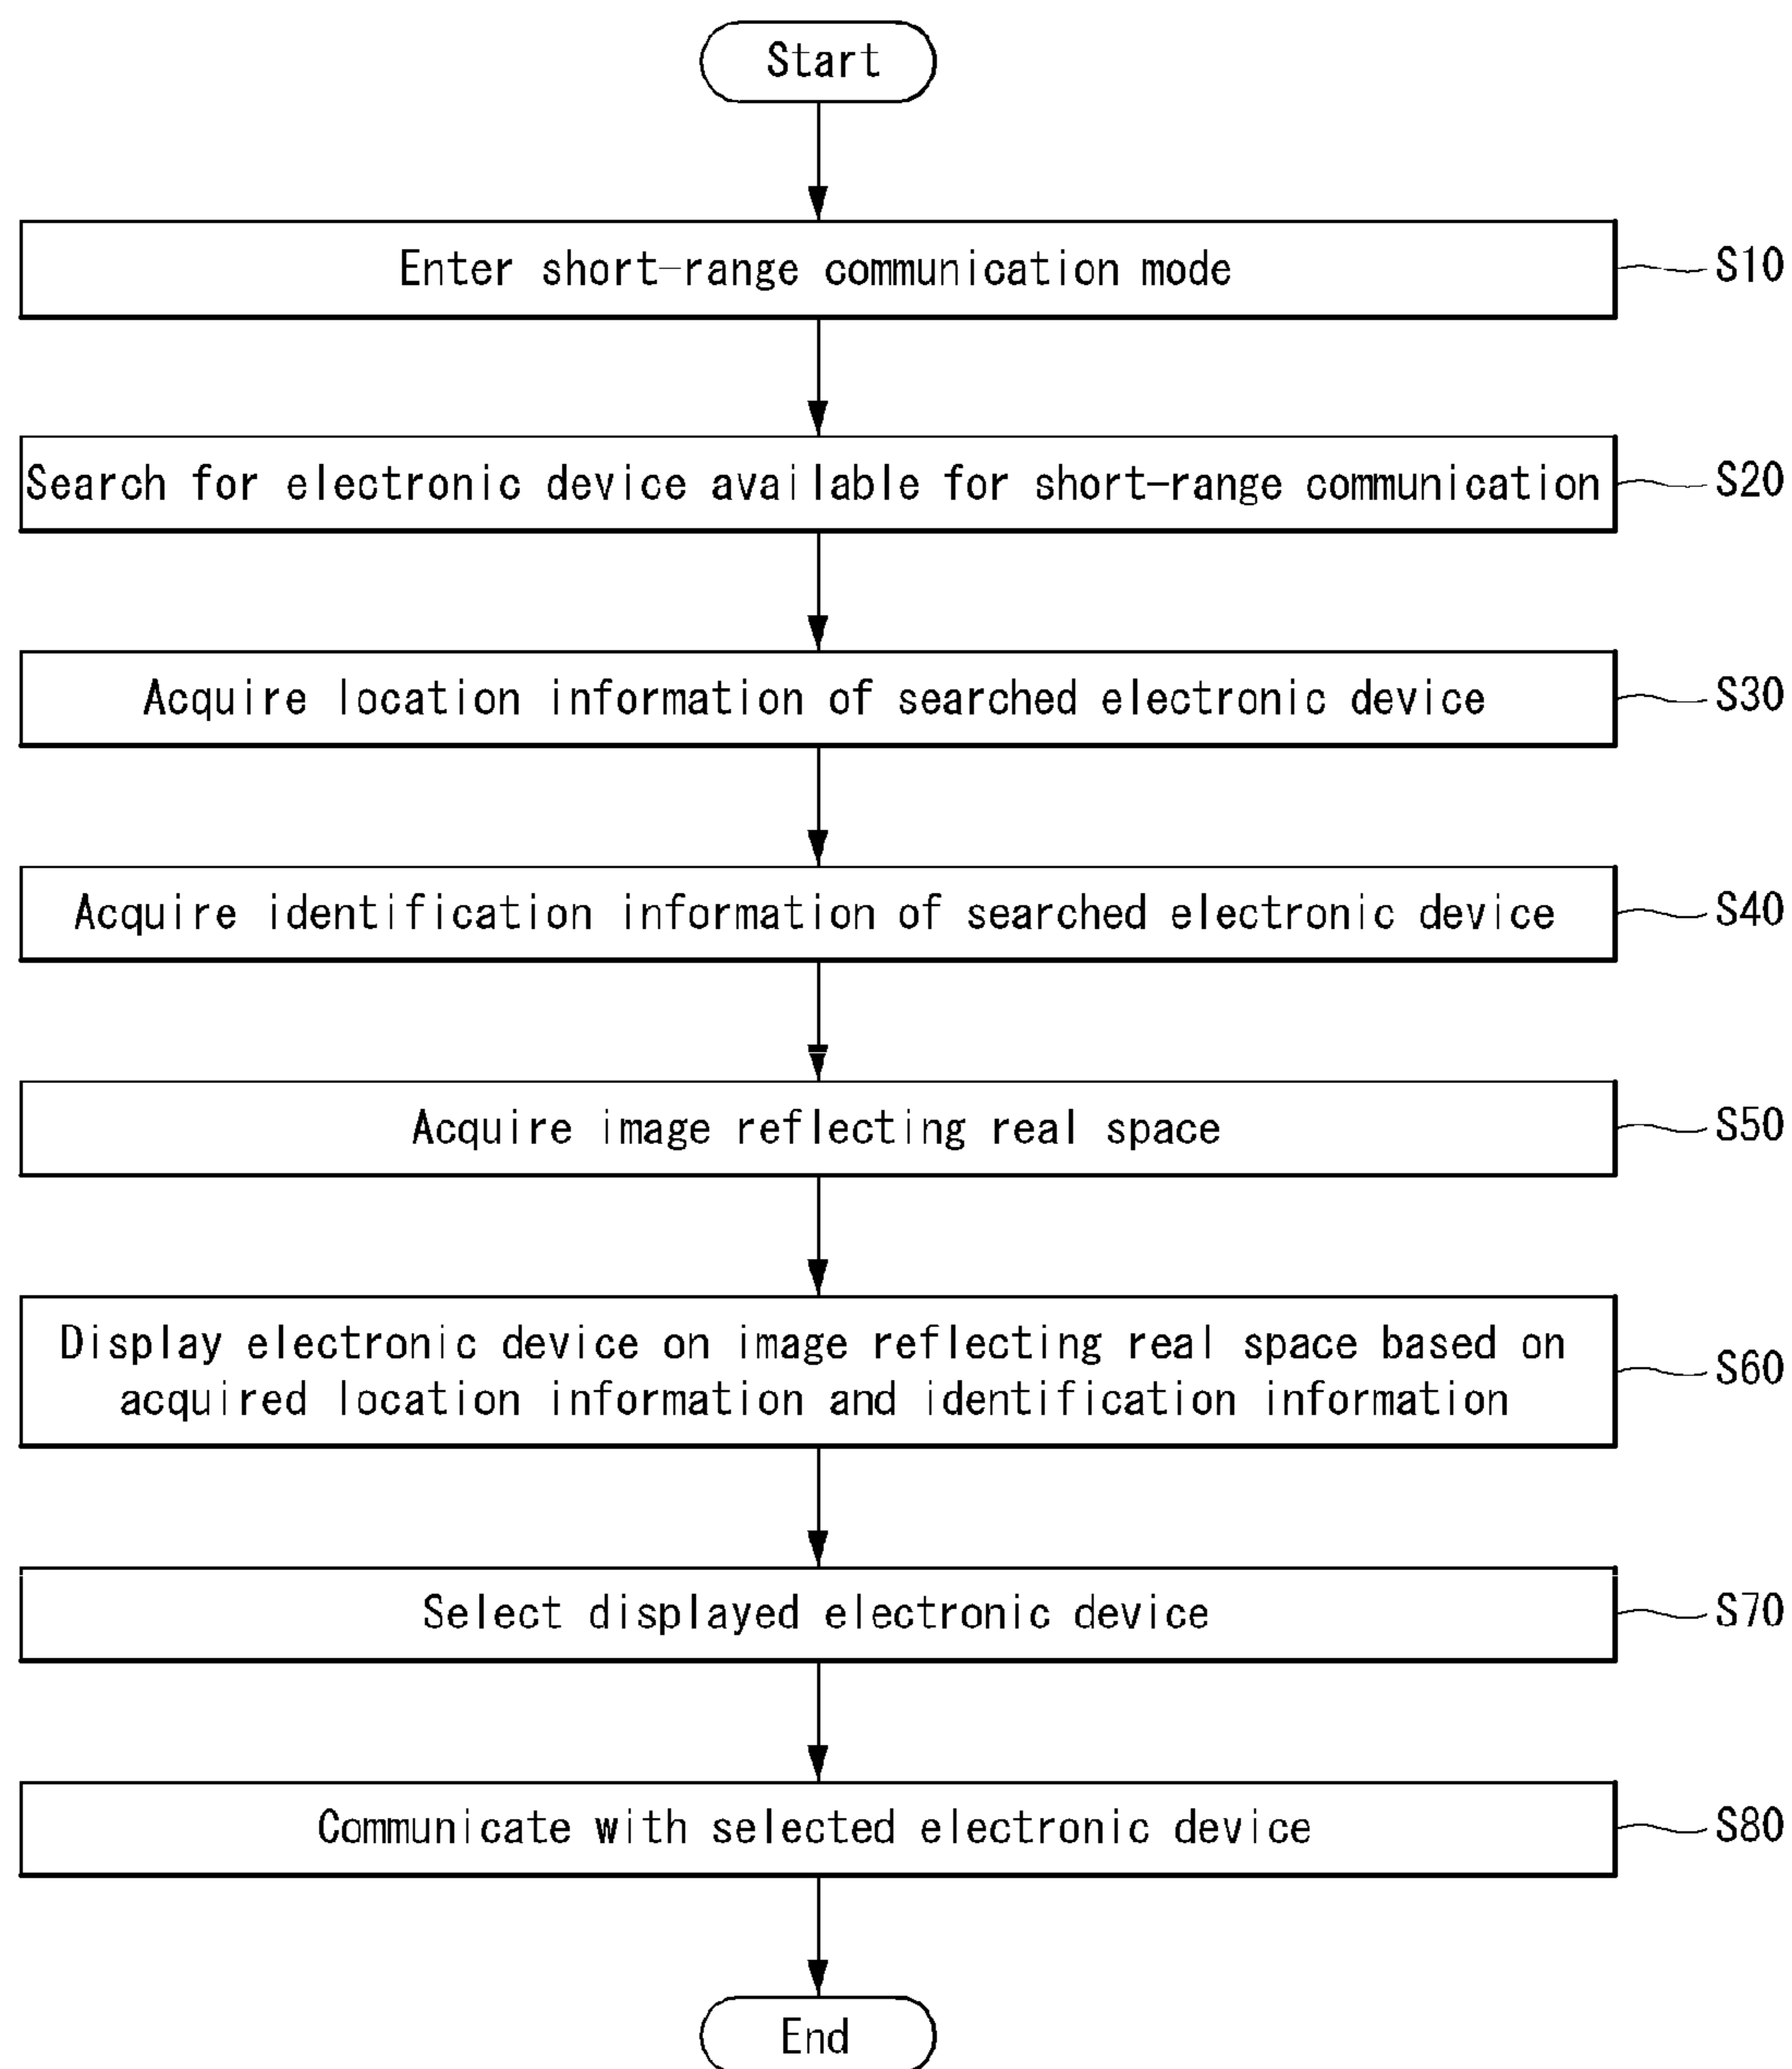 Start
Enter short-range communication mode
S10
Search for electronic device available for short-range communication
S20
Acquire location information of searched electronic device
S30
Acquire identification information of searched electronic device
S40
Acquire image reflecting real space
S50
Display electronic device on image reflecting real space based on
acquired location information and identification information
S60
Select displayed electronic device
S70
Communicate with selected electronic device
S80
End